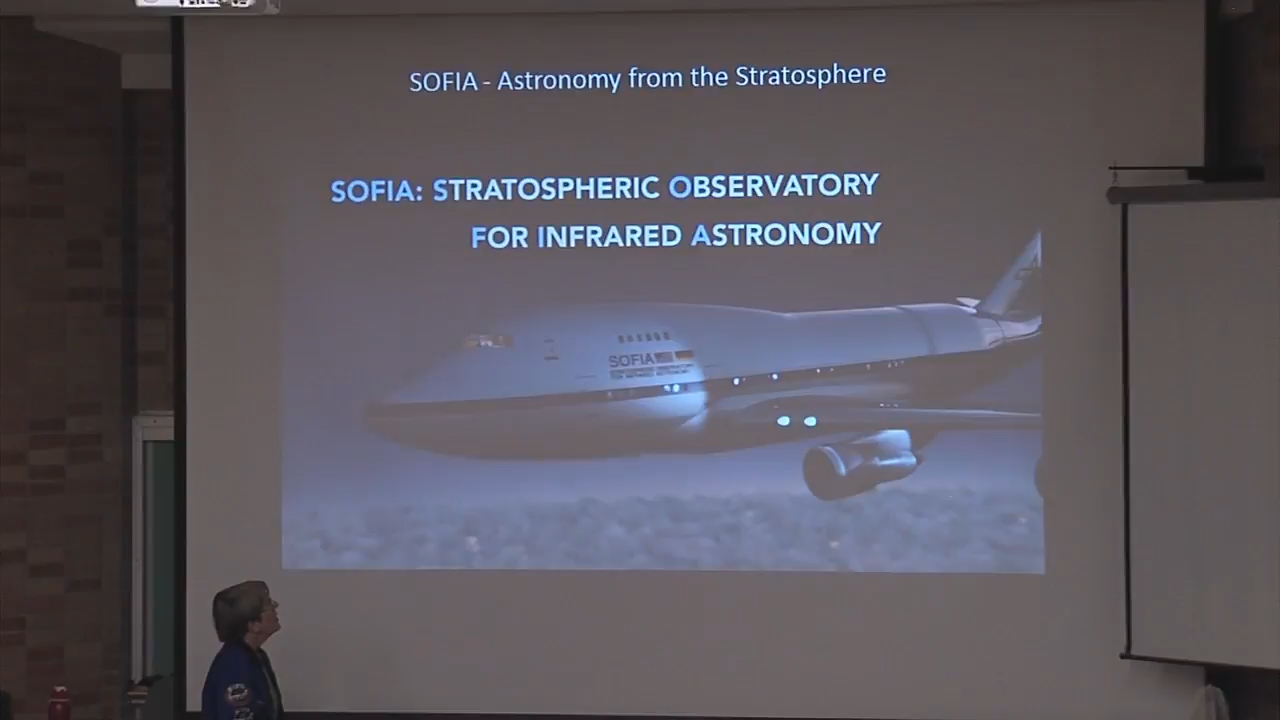 SOFIA - Astronomy from the Stratosphere
SOFIA: STRATOSPHERIC OBSERVATORY
FOR INFRARED ASTRONOMY
SOFIA